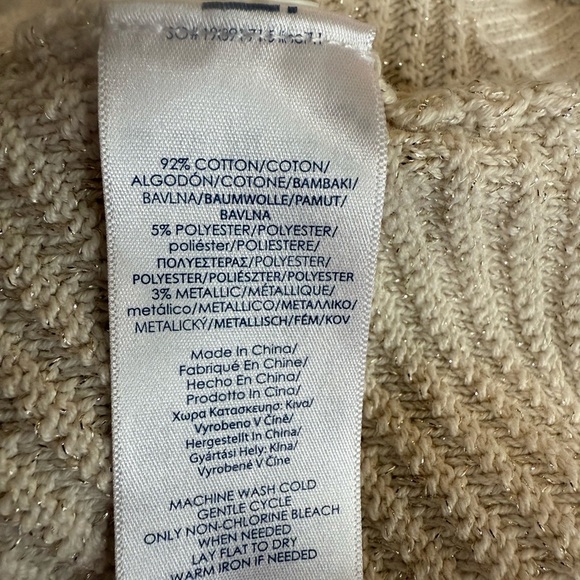 92% COTTON/COTON/
ALGODÓN/COTONE/BAMBAKI/
BAVLNA/BAUMWOLLE/PAMUT/
BAVLNA
5% POLYESTER/POLYESTER/
poliéster/POLIESTERE/
ΠΟΛΥΕΣΤΕΡΑΣ/POLYESTER/
POLYESTER/POLIÉSZTER/POLYESTER
3% METALLIC/MÉTALLIQUE/
metálico/METALLICO/ΜΕΤΑΛΛΙΚΟ/
METALICKÝ/METALLISCH/FÉM/KOV
Made In China/
Fabriqué En Chine/
Hecho En China/
Prodotto In Cina/
Χωρα Κατασκευησ: Κινα/
Vyrobeno V Číně/
Hergestellt In China/
Gyártási Hely: Kína/
Vyrobené V Číne
MACHINE WASH COLD
GENTLE CYCLE
ONLY NON-CHLORINE BLEACH
WHEN NEEDED
LAY FLAT TO DRY
WARM IRON IF NEEDED